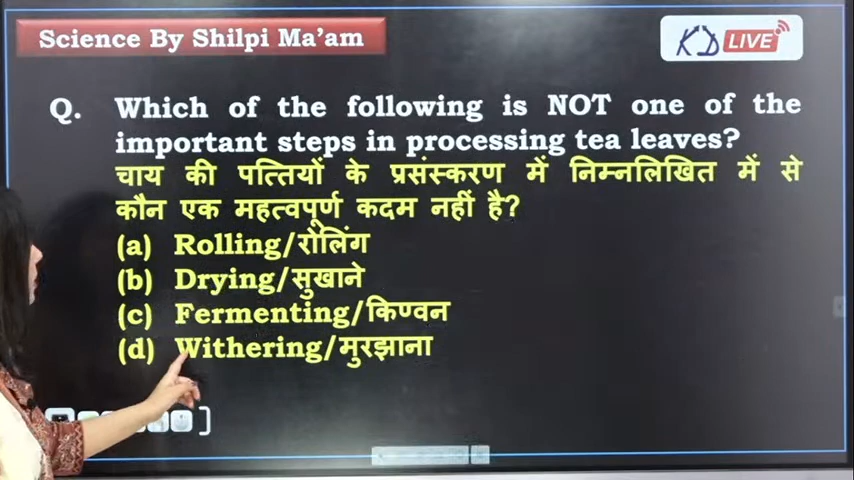 Science By Shilpi Ma'am
KD LIVE
Q. Which of the following is NOT one of the
important steps in processing tea leaves?
चाय की पत्तियों के प्रसंस्करण में निम्नलिखित में से
कौन एक महत्वपूर्ण कदम नहीं है?
(a) Rolling/रोलिंग
(b) Drying/सुखाने
(c) Fermenting/किण्वन
(d) Withering/मुरझाना